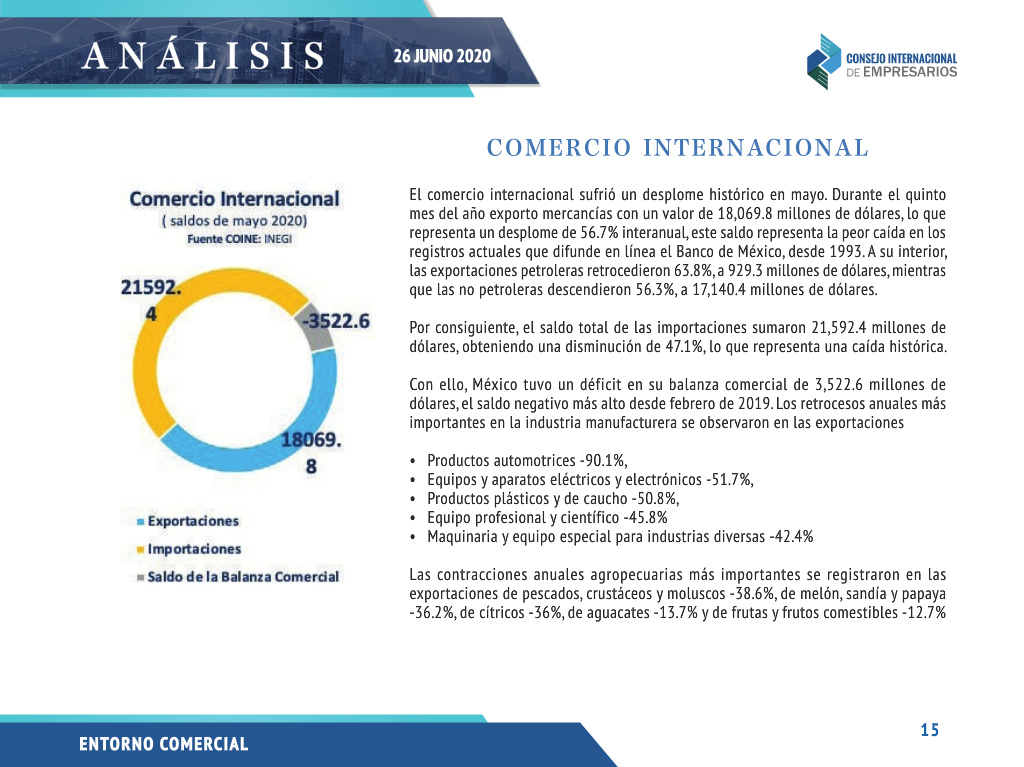 ANÁLISIS
26 JUNIO 2020
CONSEJO INTERNACIONAL
DE EMPRESARIOS
COMERCIO INTERNACIONAL
Comercio Internacional
( saldos de mayo 2020)
Fuente COINE: INEGI
21592.
4
-3522.6
18069.
8
Exportaciones
Importaciones
Saldo de la Balanza Comercial
El comercio internacional sufrió un desplome histórico en mayo. Durante el quinto
mes del año exporto mercancías con un valor de 18,069.8 millones de dólares, lo que
representa un desplome de 56.7% interanual, este saldo representa la peor caída en los
registros actuales que difunde en línea el Banco de México, desde 1993. A su interior,
las exportaciones petroleras retrocedieron 63.8%, a 929.3 millones de dólares, mientras
que las no petroleras descendieron 56.3%, a 17,140.4 millones de dólares.
Por consiguiente, el saldo total de las importaciones sumaron 21,592.4 millones de
dólares, obteniendo una disminución de 47.1%, lo que representa una caída histórica.
Con ello, México tuvo un déficit en su balanza comercial de 3,522.6 millones de
dólares, el saldo negativo más alto desde febrero de 2019. Los retrocesos anuales más
importantes en la industria manufacturera se observaron en las exportaciones
• Productos automotrices -90.1%,
• Equipos y aparatos eléctricos y electrónicos -51.7%,
• Productos plásticos y de caucho -50.8%,
• Equipo profesional y científico -45.8%
• Maquinaria y equipo especial para industrias diversas -42.4%
Las contracciones anuales agropecuarias más importantes se registraron en las
exportaciones de pescados, crustáceos y moluscos -38.6%, de melón, sandía y papaya
-36.2%, de cítricos -36%, de aguacates -13.7% y de frutas y frutos comestibles -12.7%
ENTORNO COMERCIAL
15